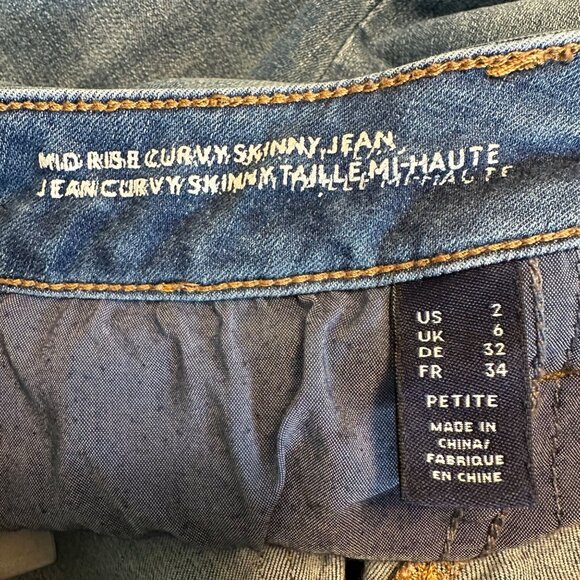 MID RISE CURVY SKINNY JEAN
JEAN CURVY SKINNY TAILLE MI-HAUTE
US 2
UK 6
DE 32
FR 34
PETITE
MADE IN
CHINA/
FABRIQUE
EN CHINE